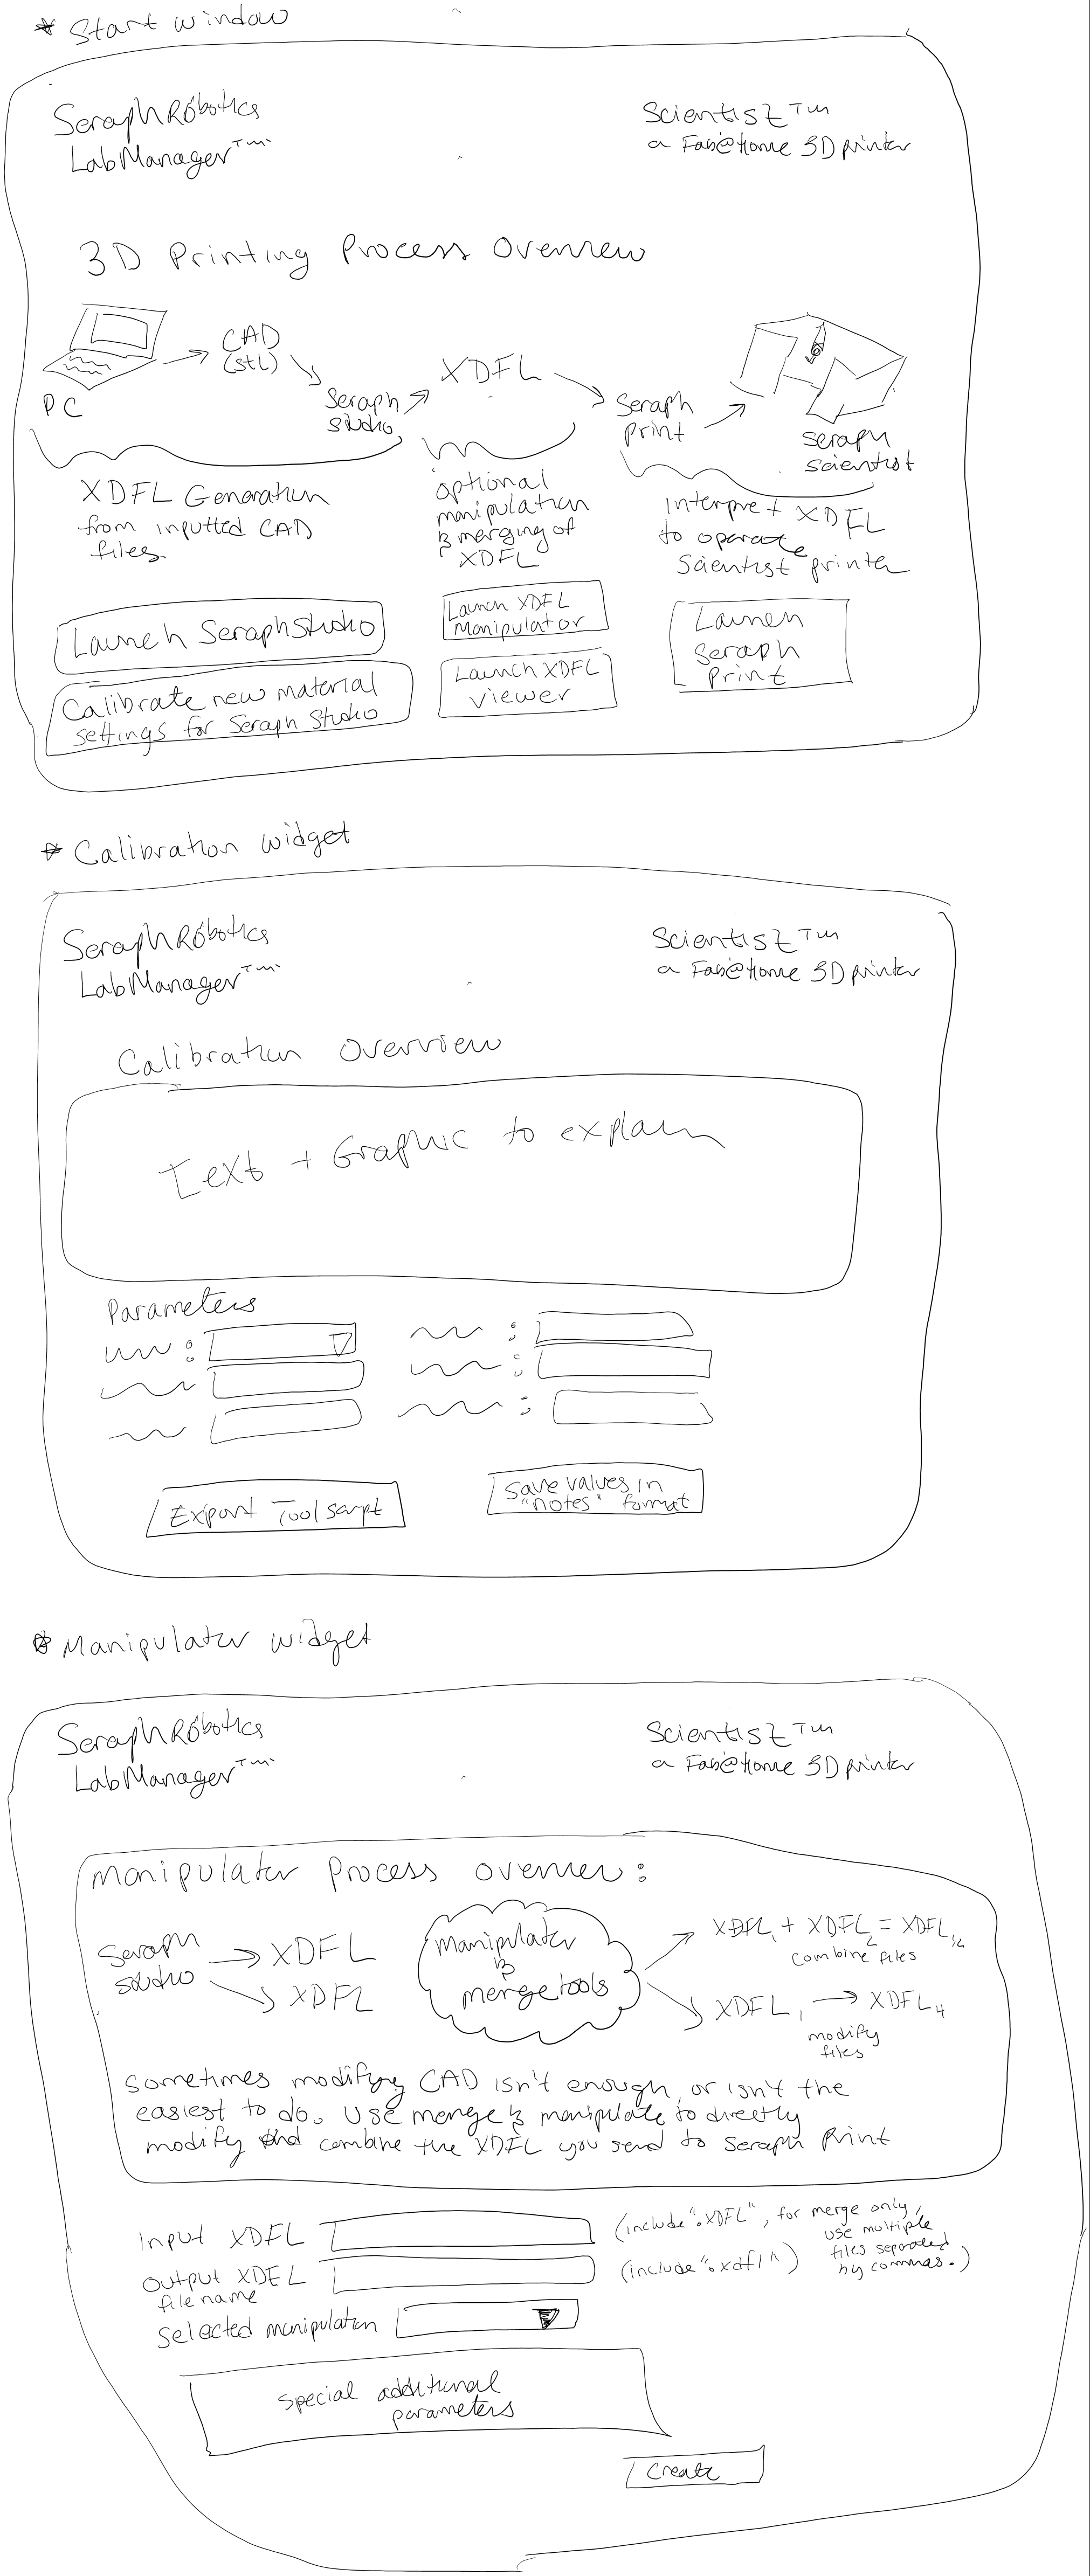 * Start window
SeraphRobotics
LabManager™
Scientist™
a Fab@Home 3D printer
3D Printing Process Overview
PC
CAD
(stl)
Seraph
studio
XDFL
Seraph
print
Seraph
Scientist
XDFL Generation
from inputted CAD
files
optional
manipulation
& merging of
XDFL
Interpret XDFL
to operate
Scientist printer
Launch SeraphStudio
Calibrate new material
settings for Seraph Studio
Launch XDFL
Manipulator
Launch XDFL
viewer
Launch
Seraph
Print
* Calibration widget
SeraphRobotics
LabManager™
Scientist™
a Fab@Home 3D printer
Calibration Overview
Text + Graphic to explain
Parameters
Export Tool script
Save values in
"notes" format
* Manipulator widget
SeraphRobotics
LabManager™
Scientist™
a Fab@Home 3D printer
Manipulator Process Overview:
Seraph
studio
XDFL
XDFL
Manipulator
&
merge tools
XDFL1 + XDFL2 = XDFL1,2
combine files
XDFL1 → XDFL4
modify
files
sometimes modifying CAD isn't enough, or isn't the
easiest to do. Use merge & manipulate to directly
modify and combine the XDFL you send to Seraph Print
Input XDFL
(include ".XDFL", for merge only,
use multiple
files separated
by commas.)
Output XDFL
file name
(include ".xdfl")
Selected manipulation
Special additional
parameters
Create